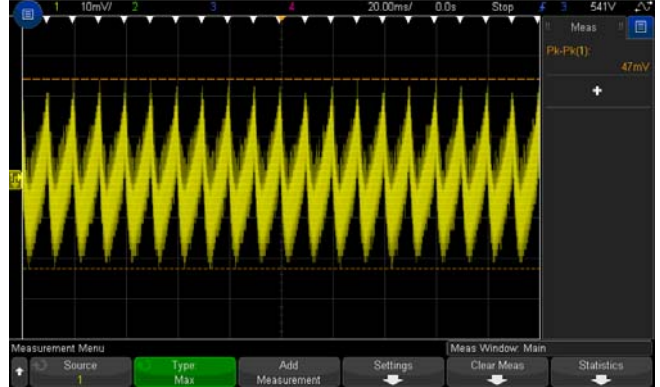 1 10mV/ 2 3 4 20.00ms/ 0.0s Stop 3 541V
Meas
Pk-Pk(1):
47mV
+
Measurement Menu Meas Window: Main
Source Type Add Settings Clear Meas Statistics
1 Max Measurement